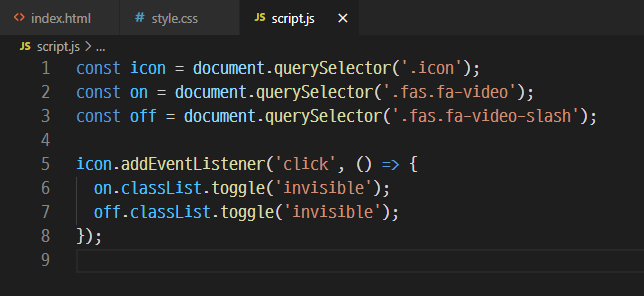 index.html style.css JS script.js ×
JS script.js > ...
1 const icon = document.querySelector('.icon');
2 const on = document.querySelector('.fas.fa-video');
3 const off = document.querySelector('.fas.fa-video-slash');
4
5 icon.addEventListener('click', () => {
6 on.classList.toggle('invisible');
7 off.classList.toggle('invisible');
8 });
9